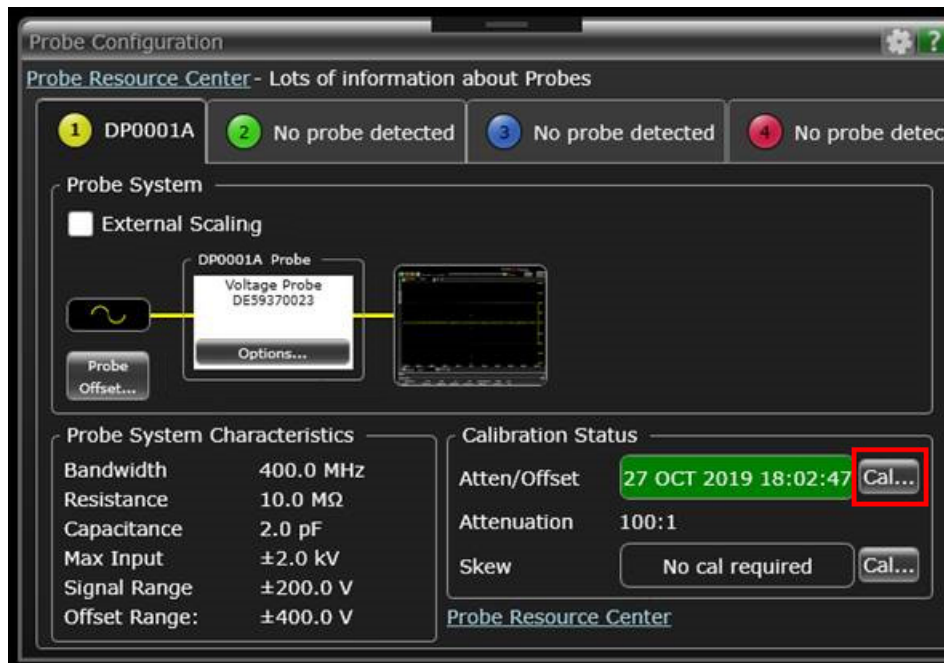 Probe Configuration
?
Probe Resource Center - Lots of information about Probes
1 DP0001A
2 No probe detected
3 No probe detected
4 No probe detec
Probe System
External Scaling
DP0001A Probe
Voltage Probe
DE59370023
Options...
Probe
Offset...
Probe System Characteristics
Bandwidth 400.0 MHz
Resistance 10.0 MΩ
Capacitance 2.0 pF
Max Input ±2.0 kV
Signal Range ±200.0 V
Offset Range: ±400.0 V
Calibration Status
Atten/Offset 27 OCT 2019 18:02:47 Cal...
Attenuation 100:1
Skew No cal required Cal...
Probe Resource Center